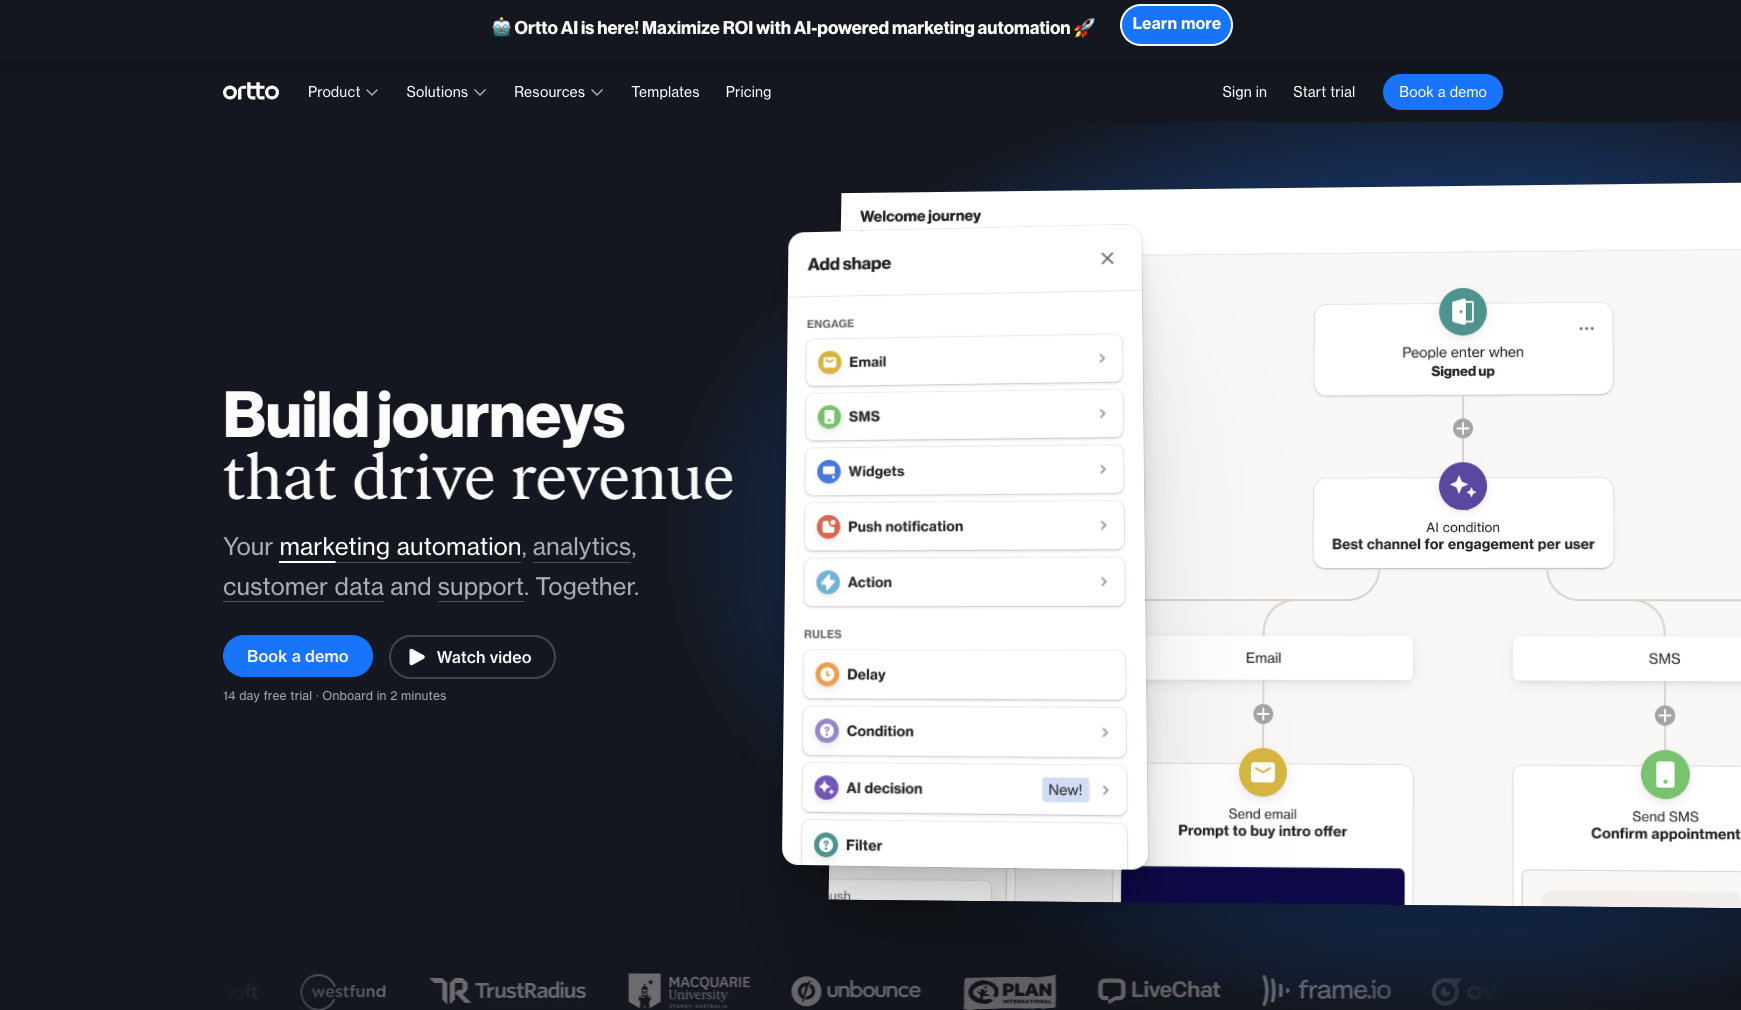 Ortto AI is here! Maximize ROI with AI-powered marketing automation
Learn more
ortto
Product
Solutions
Resources
Templates
Pricing
Sign in
Start trial
Book a demo
Build journeys
that drive revenue
Your marketing automation, analytics,
customer data and support. Together.
Book a demo
Watch video
14 day free trial · Onboard in 2 minutes
Welcome journey
Add shape
ENGAGE
Email
SMS
Widgets
Push notification
Action
RULES
Delay
Condition
AI decision
New!
Filter
People enter when
Signed up
AI condition
Best channel for engagement per user
Email
SMS
Send email
Prompt to buy intro offer
Send SMS
Confirm appointment
westfund
TrustRadius
MACQUARIE
University
SYDNEY·AUSTRALIA
unbounce
PLAN
INTERNATIONAL
LiveChat
frame.io